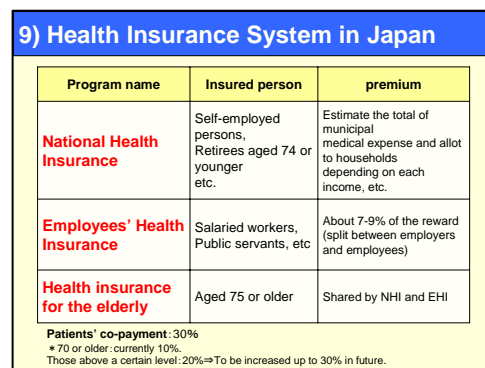 9) Health Insurance System in Japan
Program name
Insured person
premium
National Health
Insurance
Self-employed
persons,
Retirees aged 74 or
younger
etc.
Estimate the total of
municipal
medical expense and allot
to households
depending on each
income, etc.
Employees’ Health
Insurance
Salaried workers,
Public servants, etc
About 7-9% of the reward
(split between employers
and employees)
Health insurance
for the elderly
Aged 75 or older
Shared by NHI and EHI
Patients’ co-payment：30%
＊70 or older：currently 10%.
Those above a certain level：20%⇒To be increased up to 30% in future.